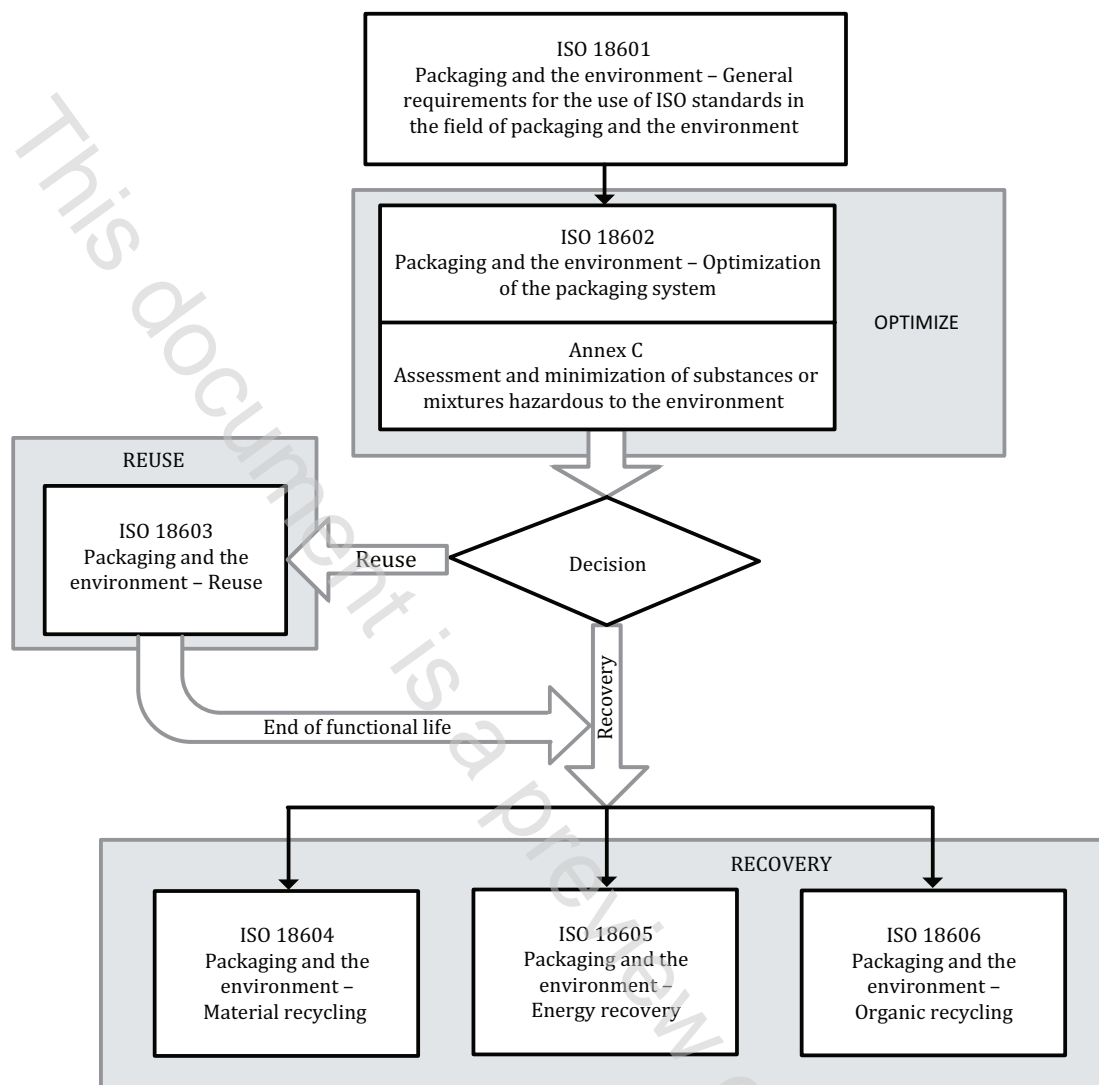 ISO 18601
Packaging and the environment – General
requirements for the use of ISO standards in
the field of packaging and the environment
ISO 18602
Packaging and the environment – Optimization
of the packaging system
OPTIMIZE
Annex C
Assessment and minimization of substances or
mixtures hazardous to the environment
REUSE
ISO 18603
Packaging and the
environment – Reuse
Reuse
Decision
Recovery
End of functional life
RECOVERY
ISO 18604
Packaging and the
environment –
Material recycling
ISO 18605
Packaging and the
environment –
Energy recovery
ISO 18606
Packaging and the
environment –
Organic recycling
This document is a preview